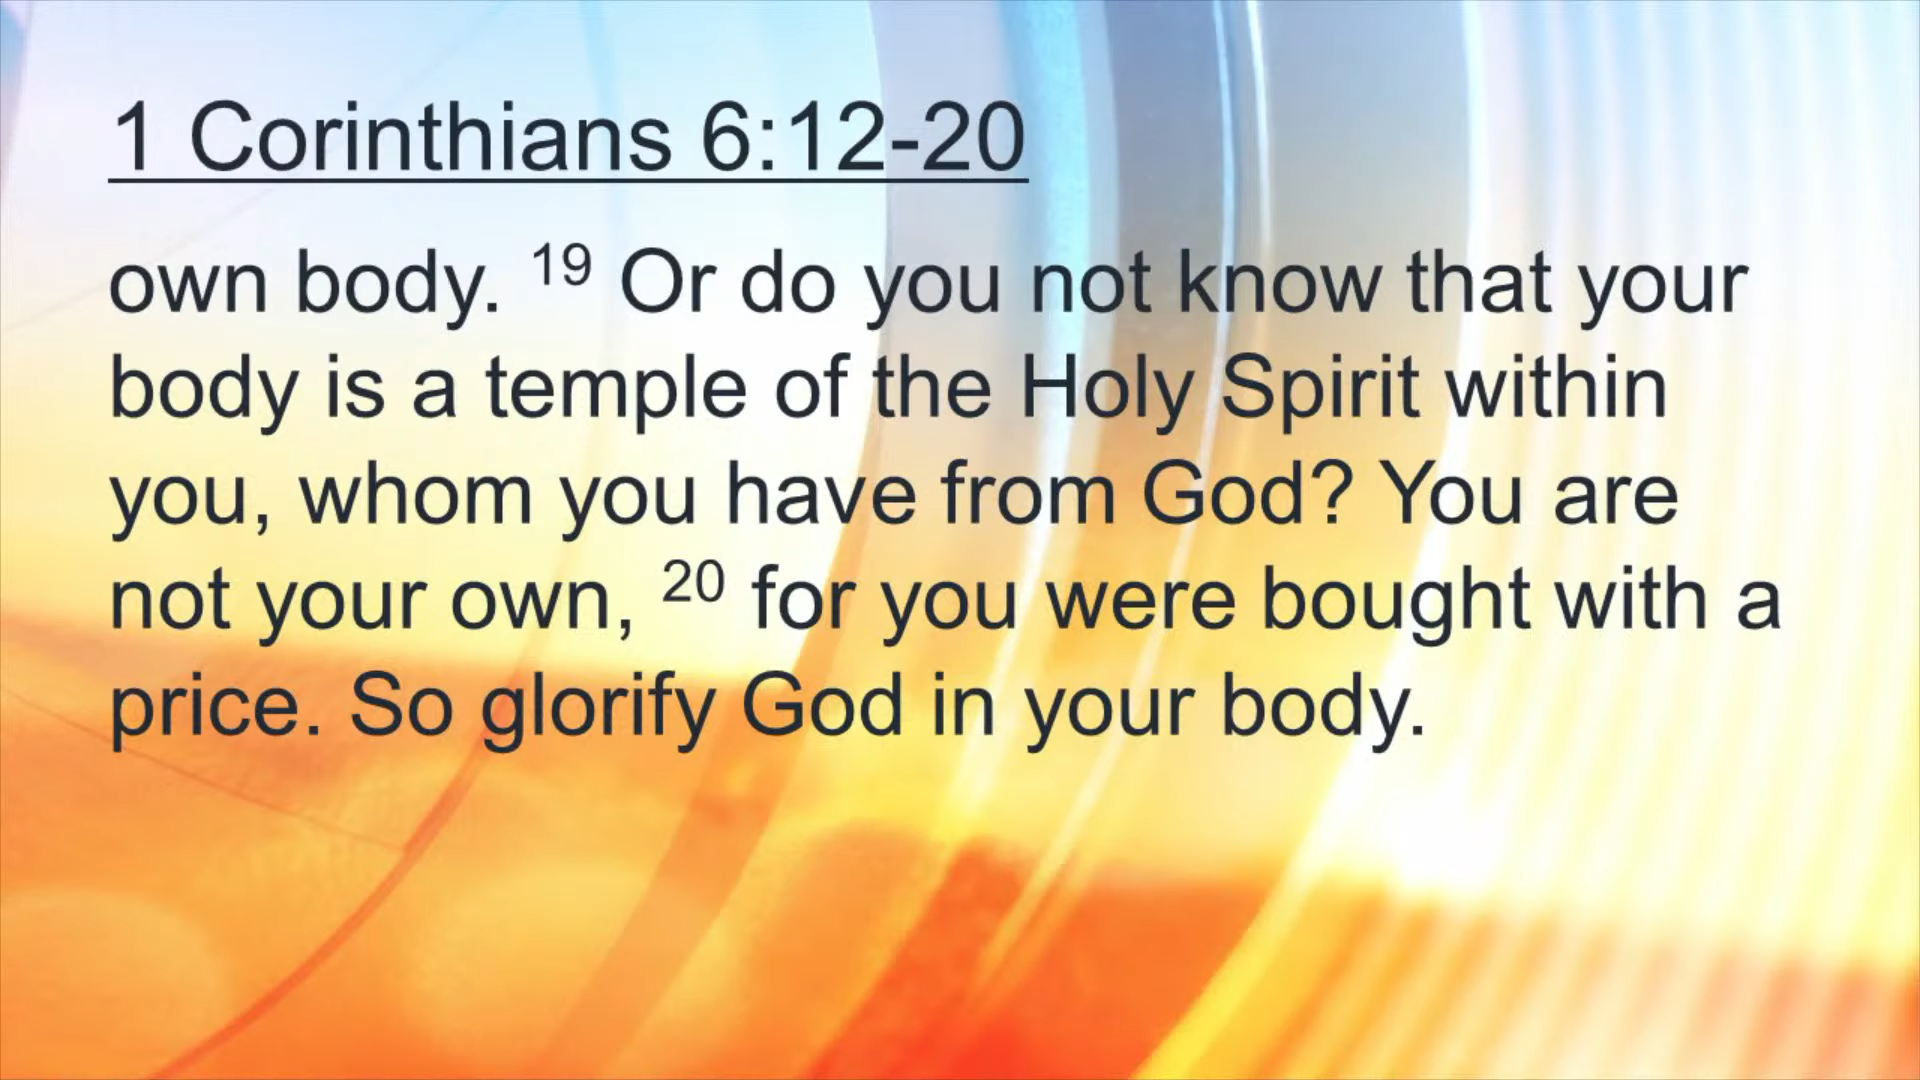 1 Corinthians 6:12-20
own body. 19 Or do you not know that your
body is a temple of the Holy Spirit within
you, whom you have from God? You are
not your own, 20 for you were bought with a
price. So glorify God in your body.